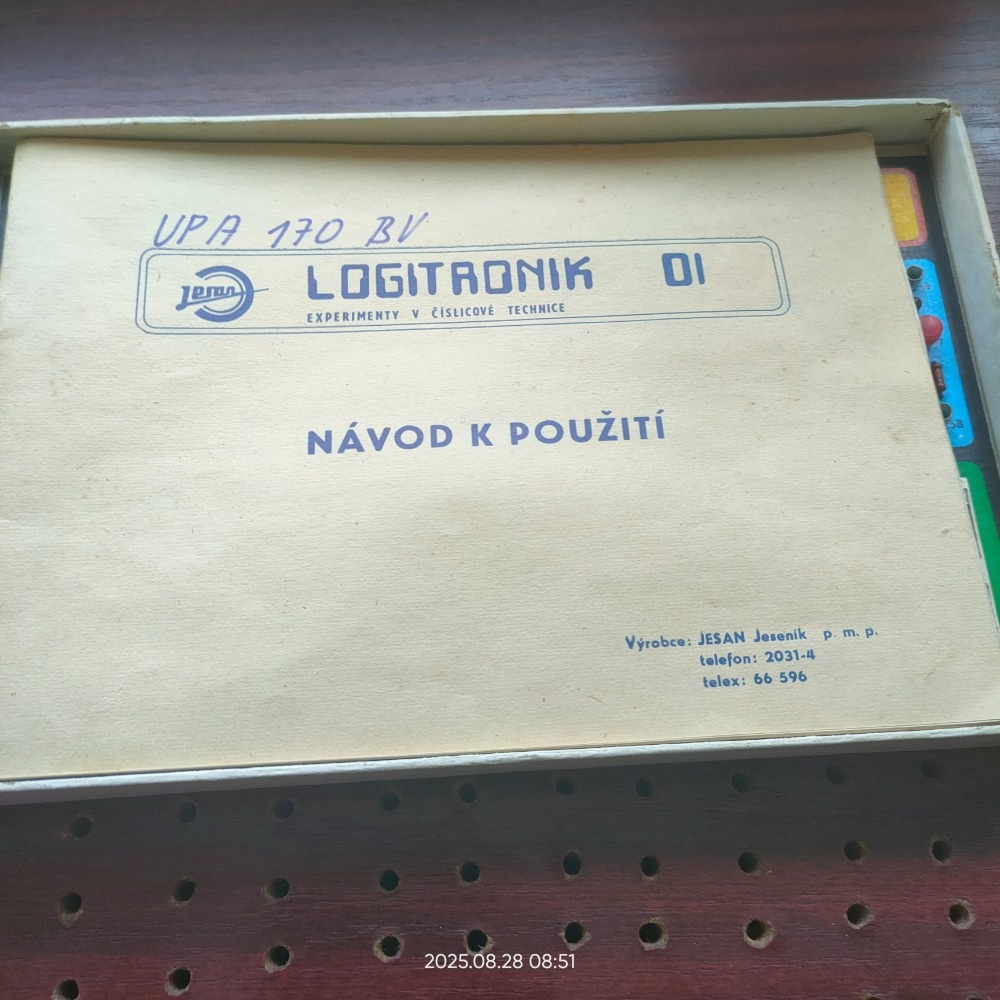 UPA 170 BV
Jesan LOGITRONIK 01
EXPERIMENTY V ČÍSLICOVÉ TECHNICE
NÁVOD K POUŽITÍ
Výrobce: JESAN Jeseník p. m. p.
telefon: 2031-4
telex: 66 596
2025.08.28 08:51